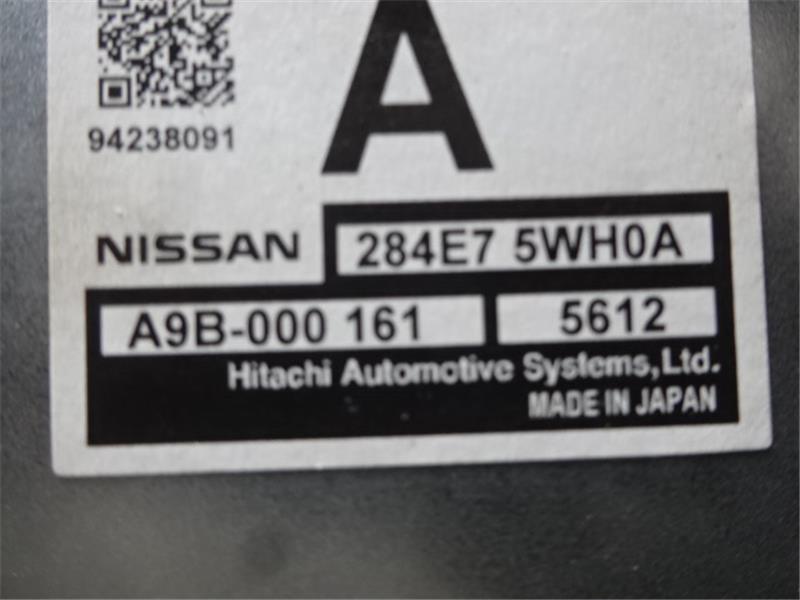 A
94238091
NISSAN 284E7 5WH0A
A9B-000 161 5612
Hitachi Automotive Systems,Ltd.
MADE IN JAPAN